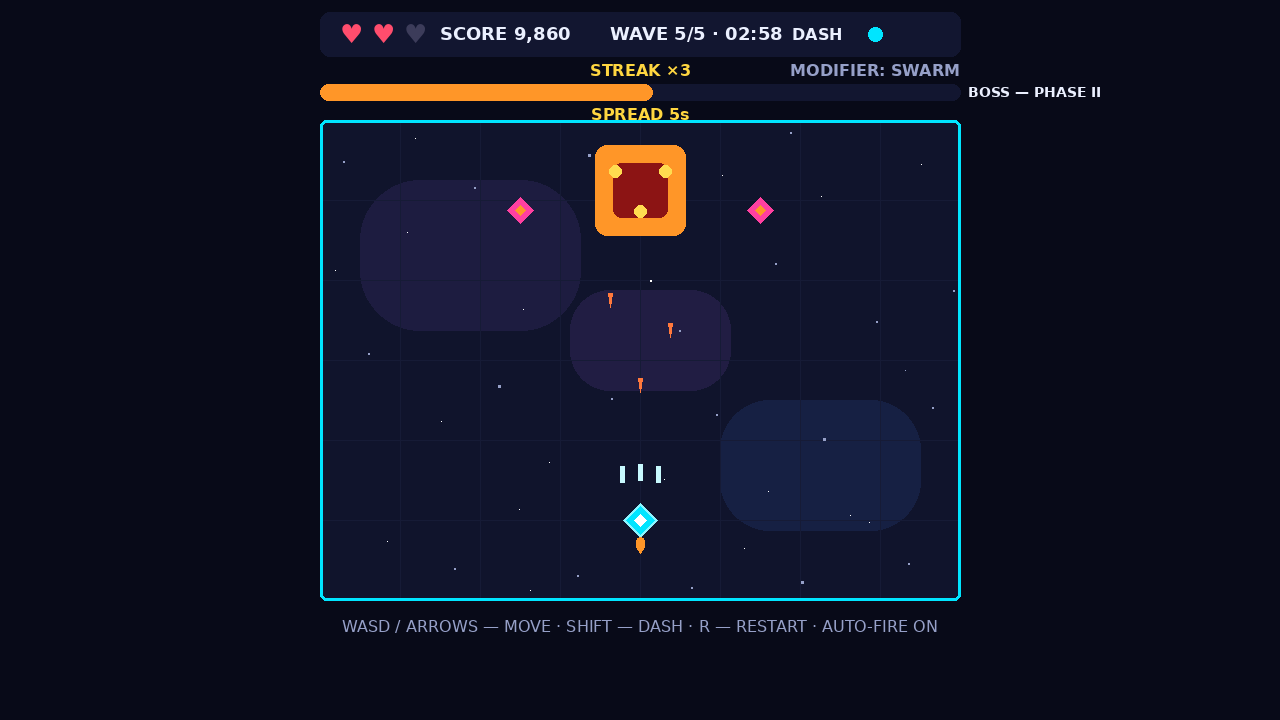 SCORE 9,860 WAVE 5/5 · 02:58 DASH
STREAK ×3 MODIFIER: SWARM
BOSS — PHASE II
SPREAD 5s
WASD / ARROWS — MOVE · SHIFT — DASH · R — RESTART · AUTO-FIRE ON